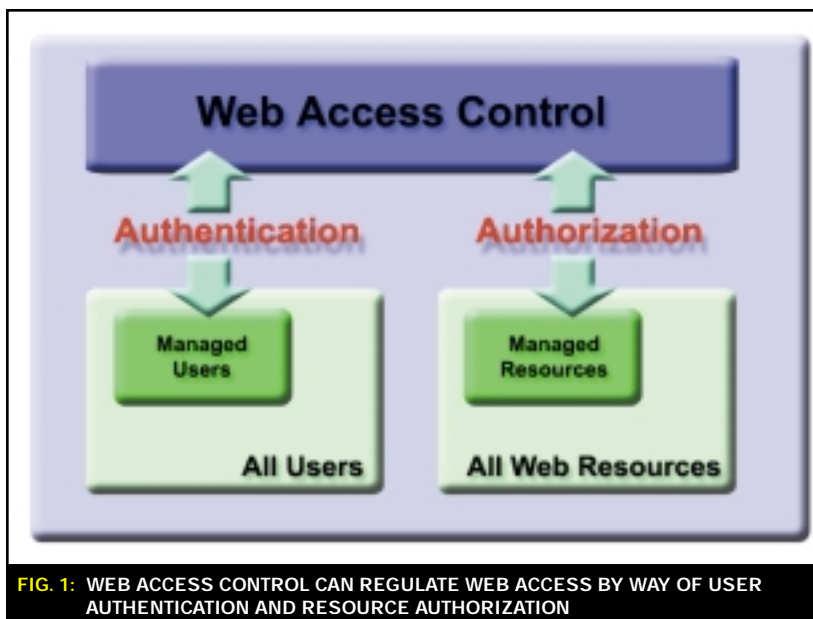 Web Access Control
Authentication
Authorization
Managed
Users
Managed
Resources
All Users
All Web Resources
FIG. 1: WEB ACCESS CONTROL CAN REGULATE WEB ACCESS BY WAY OF USER
AUTHENTICATION AND RESOURCE AUTHORIZATION